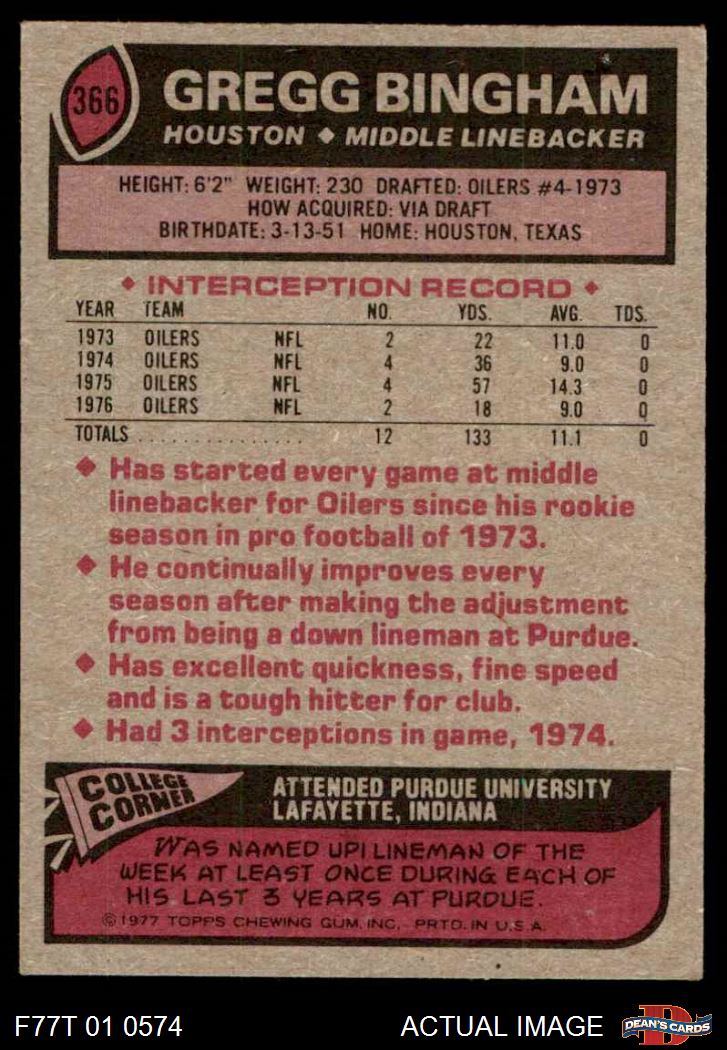 366
GREGG BINGHAM
HOUSTON ◆ MIDDLE LINEBACKER
HEIGHT: 6'2" WEIGHT: 230 DRAFTED: OILERS #4-1973
HOW ACQUIRED: VIA DRAFT
BIRTHDATE: 3-13-51 HOME: HOUSTON, TEXAS
◆ INTERCEPTION RECORD ◆
YEAR TEAM NO. YDS. AVG. TDS.
1973 OILERS NFL 2 22 11.0 0
1974 OILERS NFL 4 36 9.0 0
1975 OILERS NFL 4 57 14.3 0
1976 OILERS NFL 2 18 9.0 0
TOTALS ................ 12 133 11.1 0
◆ Has started every game at middle
linebacker for Oilers since his rookie
season in pro football of 1973.
◆ He continually improves every
season after making the adjustment
from being a down lineman at Purdue.
◆ Has excellent quickness, fine speed
and is a tough hitter for club.
◆ Had 3 interceptions in game, 1974.
COLLEGE
CORNER
ATTENDED PURDUE UNIVERSITY
LAFAYETTE, INDIANA
WAS NAMED UPI LINEMAN OF THE
WEEK AT LEAST ONCE DURING EACH OF
HIS LAST 3 YEARS AT PURDUE.
©1977 TOPPS CHEWING GUM, INC. PRTD. IN U.S.A.
F77T 01 0574
ACTUAL IMAGE
D
DEAN'S CARDS